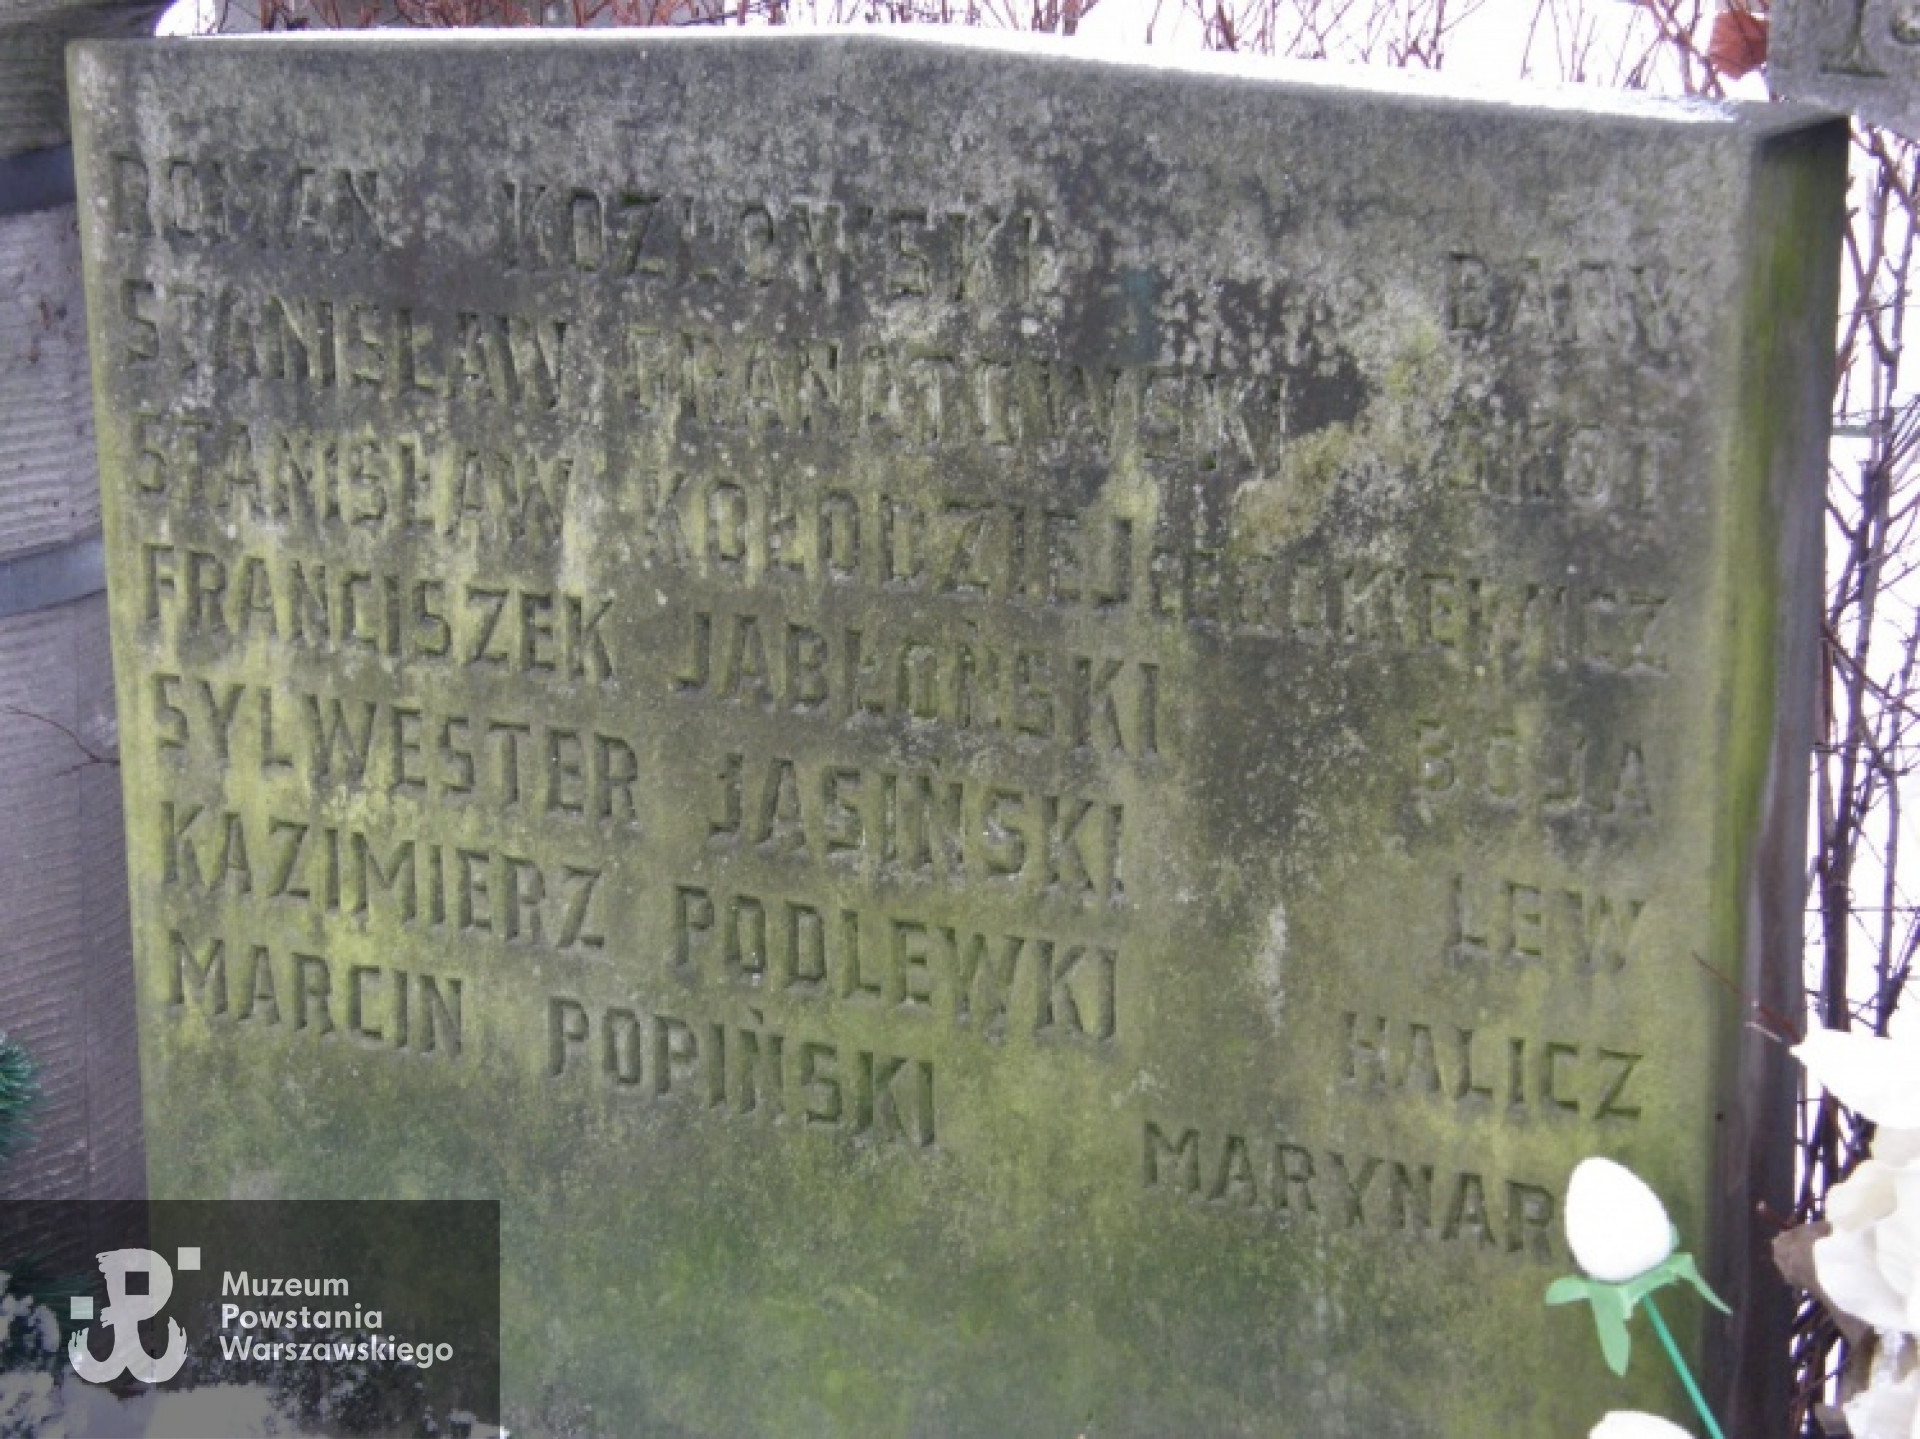 ROMAN KOZŁOWSKI
STANISŁAW
STANISŁAW KOŁODZIEJ
FRANCISZEK JABŁOŃSKI SOJA
SYLWESTER JASIŃSKI LEW
KAZIMIERZ PODLEWKI HALICZ
MARCIN POPIŃSKI MARYNAR
Muzeum
Powstania
Warszawskiego